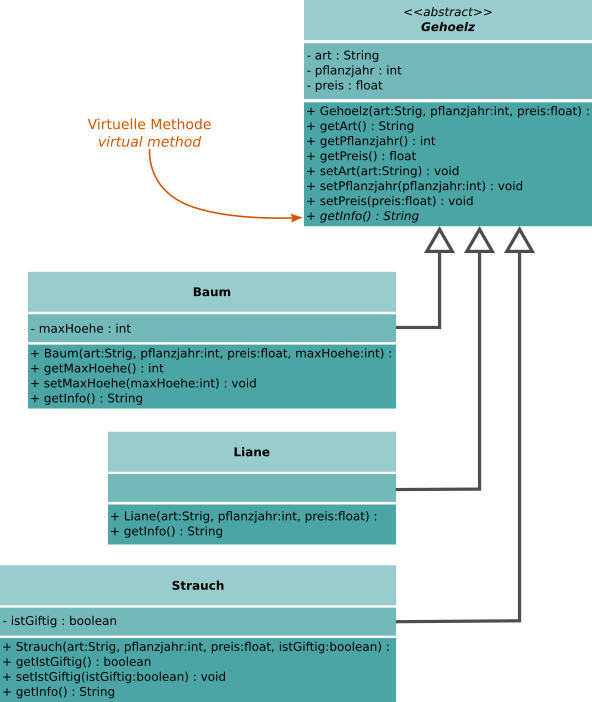 <<abstract>>
Gehoelz
- art : String
- pflanzjahr : int
- preis : float
+ Gehoelz(art:Strig, pflanzjahr:int, preis:float) :
+ getArt() : String
+ getPflanzjahr() : int
+ getPreis() : float
+ setArt(art:String) : void
+ setPflanzjahr(pflanzjahr:int) : void
+ setPreis(preis:float) : void
+ getInfo() : String
Virtuelle Methode
virtual method
Baum
- maxHoehe : int
+ Baum(art:Strig, pflanzjahr:int, preis:float, maxHoehe:int) :
+ getMaxHoehe() : int
+ setMaxHoehe(maxHoehe:int) : void
+ getInfo() : String
Liane
+ Liane(art:Strig, pflanzjahr:int, preis:float) :
+ getInfo() : String
Strauch
- istGiftig : boolean
+ Strauch(art:Strig, pflanzjahr:int, preis:float, istGiftig:boolean) :
+ getIstGiftig() : boolean
+ setIstGiftig(istGiftig:boolean) : void
+ getInfo() : String